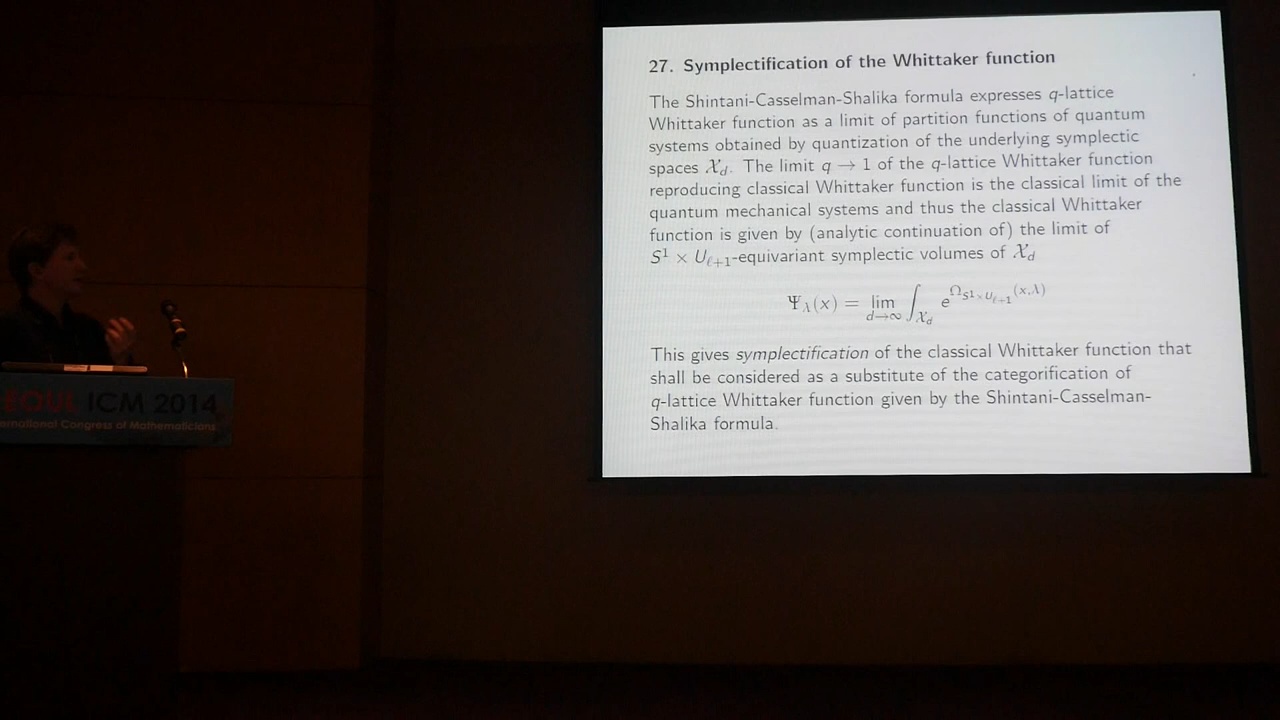 27. Symplectification of the Whittaker function
The Shintani-Casselman-Shalika formula expresses q-lattice
Whittaker function as a limit of partition functions of quantum
systems obtained by quantization of the underlying symplectic
spaces 𝒳_d. The limit q → 1 of the q-lattice Whittaker function
reproducing classical Whittaker function is the classical limit of the
quantum mechanical systems and thus the classical Whittaker
function is given by (analytic continuation of) the limit of
S¹ × U_{ℓ+1}-equivariant symplectic volumes of 𝒳_d
Ψ_λ(x) = lim_{d→∞} ∫_{𝒳_d} e^{Ω_{S¹×U_{ℓ+1}}(x,λ)}
This gives symplectification of the classical Whittaker function that
shall be considered as a substitute of the categorification of
q-lattice Whittaker function given by the Shintani-Casselman-
Shalika formula.
EOUL ICM 2014
ernational Congress of Mathematicians